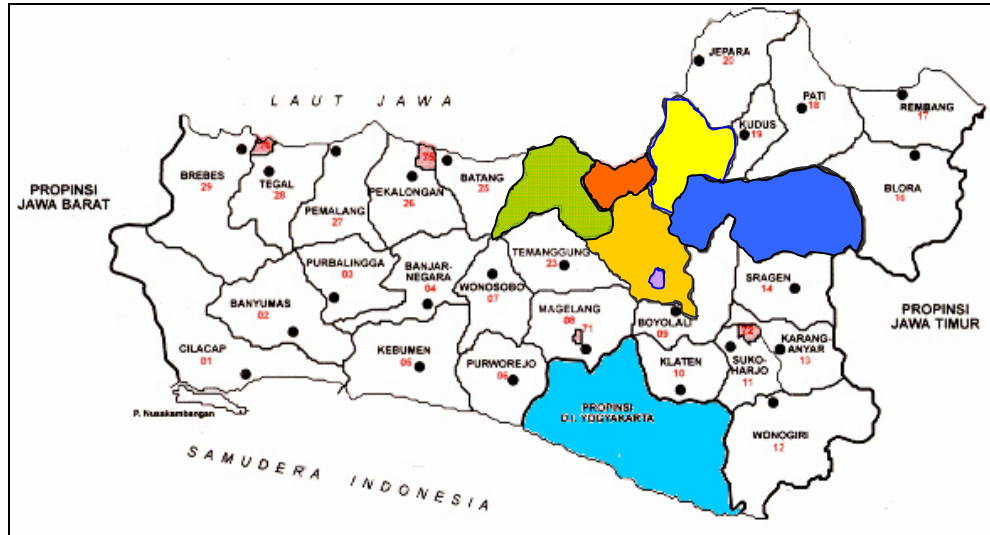 JEPARA
20
LAUT JAWA
PATI
18
REMBANG
17
KUDUS
19
BREBES
29
75
TEGAL
28
PEKALONGAN
26
BATANG
25
PROPINSI
JAWA BARAT
PEMALANG
27
BLORA
16
PURBALINGGA
03
BANJAR-
NEGARA
04
TEMANGGUNG
23
WONOSOBO
07
SRAGEN
14
BANYUMAS
02
MAGELANG
08
71
BOYOLALI
09
PROPINSI
JAWA TIMUR
CILACAP
01
KEBUMEN
05
PURWOREJO
06
KLATEN
10
72
SUKO-
HARJO
11
KARANG-
ANYAR
13
P. Nusakambangan
PROPINSI
D.I. YOGYAKARTA
WONOGIRI
12
SAMUDERA INDONESIA